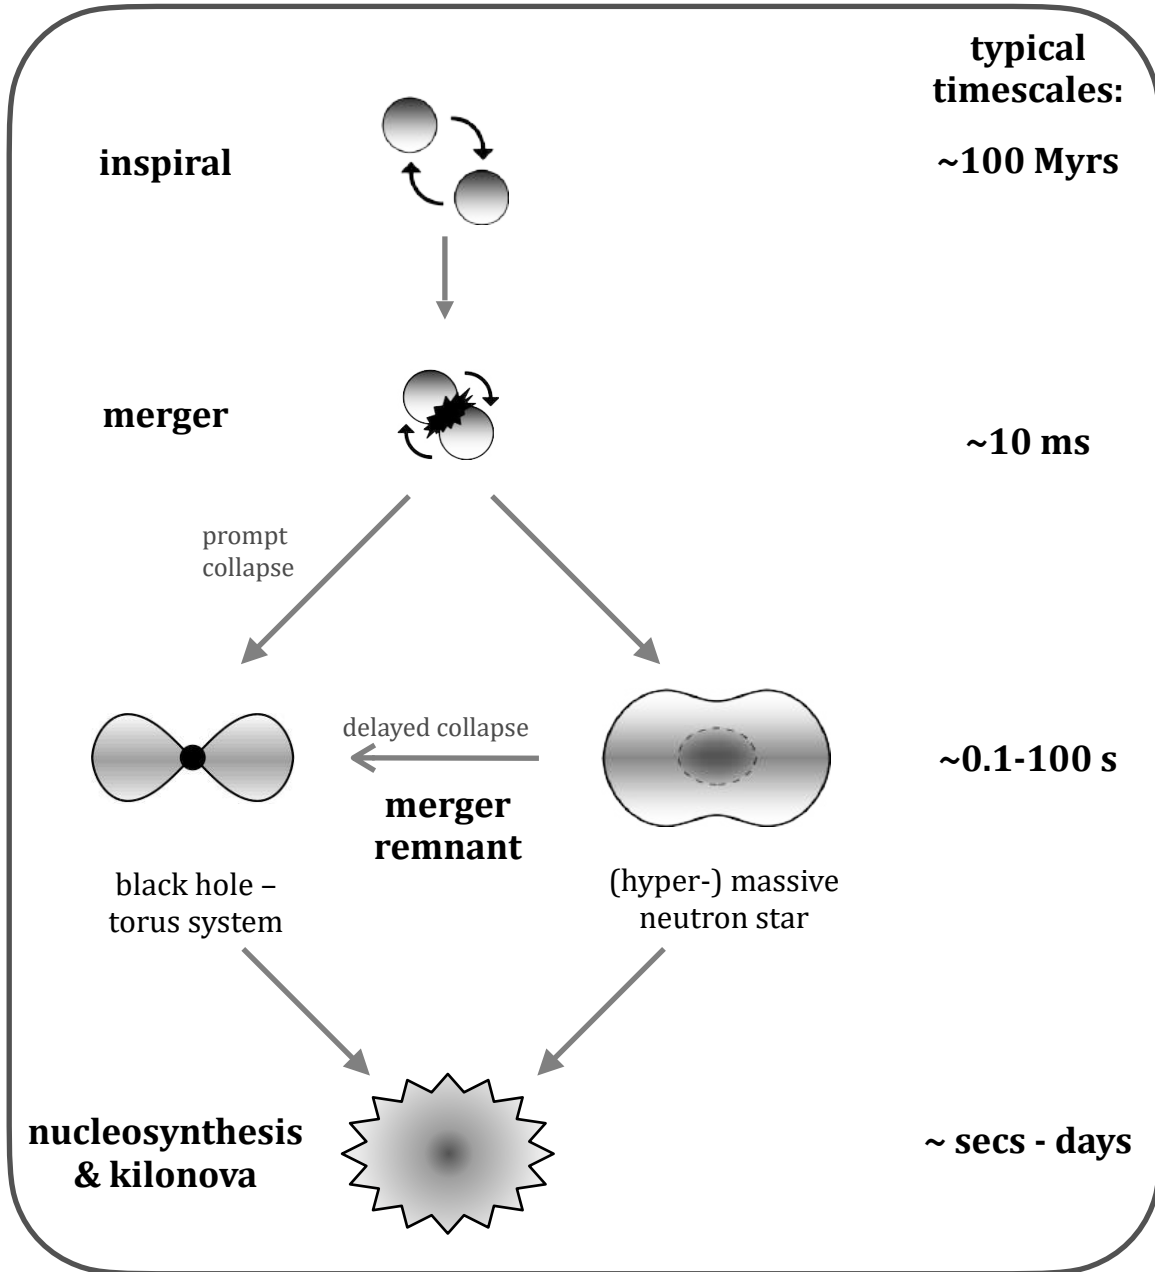 typical
timescales:
inspiral
~100 Myrs
merger
~10 ms
prompt
collapse
delayed collapse
~0.1-100 s
merger
remnant
black hole –
torus system
(hyper-) massive
neutron star
nucleosynthesis
& kilonova
~ secs - days